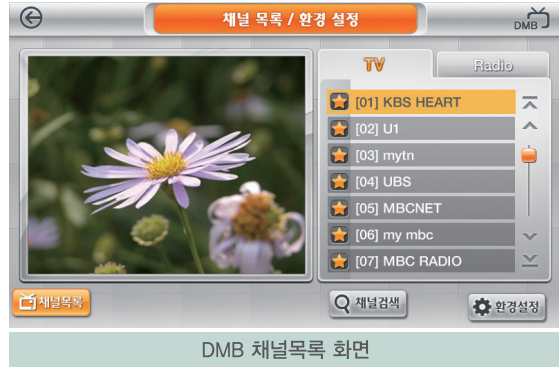 채널 목록 / 환경 설정
DMB
TV
Radio
[01] KBS HEART
[02] U1
[03] mytn
[04] UBS
[05] MBCNET
[06] my mbc
[07] MBC RADIO
채널목록
채널검색
환경설정
DMB 채널목록 화면